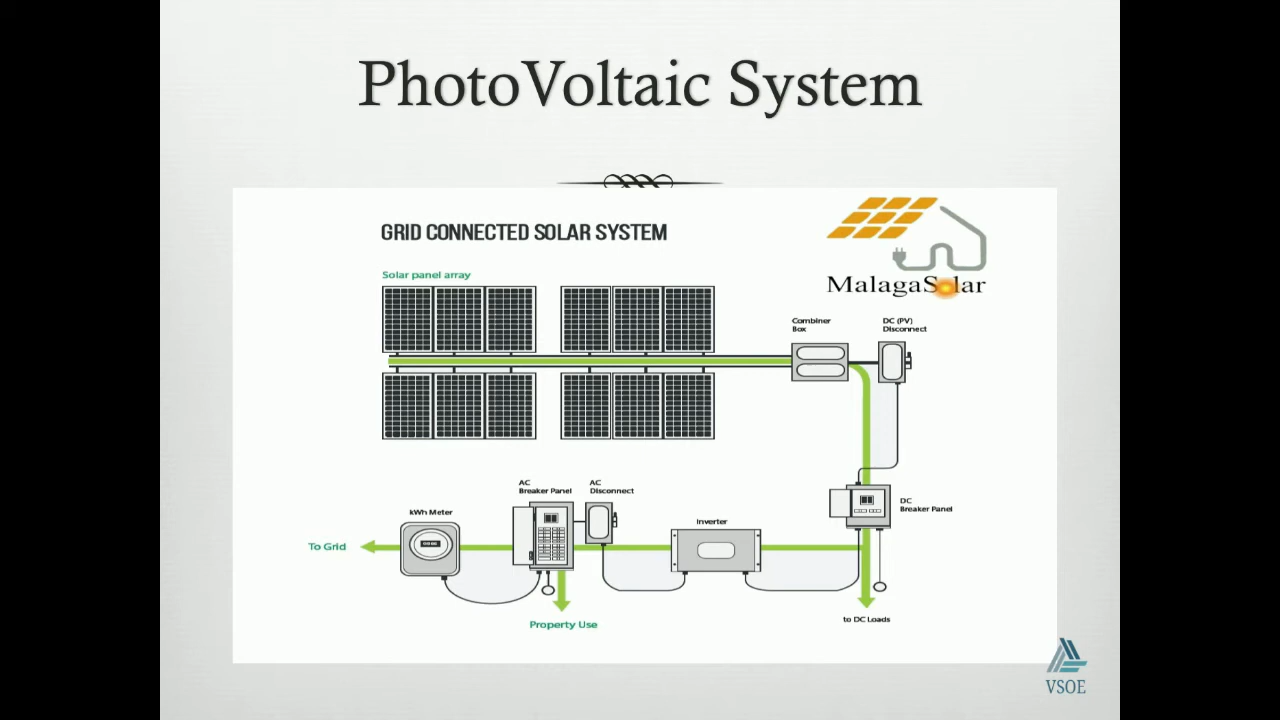 PhotoVoltaic System
GRID CONNECTED SOLAR SYSTEM
MalagaSolar
Solar panel array
Combiner
Box
DC (PV)
Disconnect
AC
Breaker Panel
AC
Disconnect
kWh Meter
Inverter
DC
Breaker Panel
To Grid
Property Use
to DC Loads
VSOE